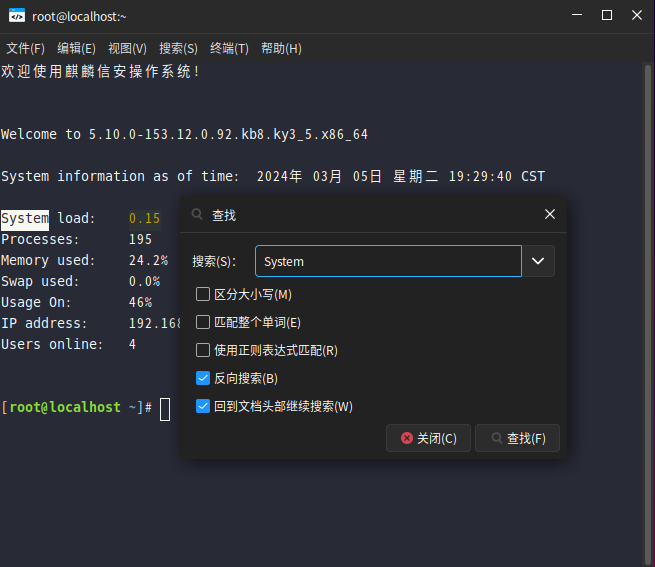 root@localhost:~
文件(F) 编辑(E) 视图(V) 搜索(S) 终端(T) 帮助(H)
欢迎使用麒麟信安操作系统!
Welcome to 5.10.0-153.12.0.92.kb8.ky3_5.x86_64
System information as of time:  2024年 03月 05日 星期二 19:29:40 CST
System load:    0.15
Processes:      195
Memory used:    24.2%
Swap used:      0.0%
Usage On:       46%
IP address:     192.168
Users online:   4
[root@localhost ~]#
查找
搜索(S)： System
区分大小写(M)
匹配整个单词(E)
使用正则表达式匹配(R)
反向搜索(B)
回到文档头部继续搜索(W)
关闭(C) 查找(F)